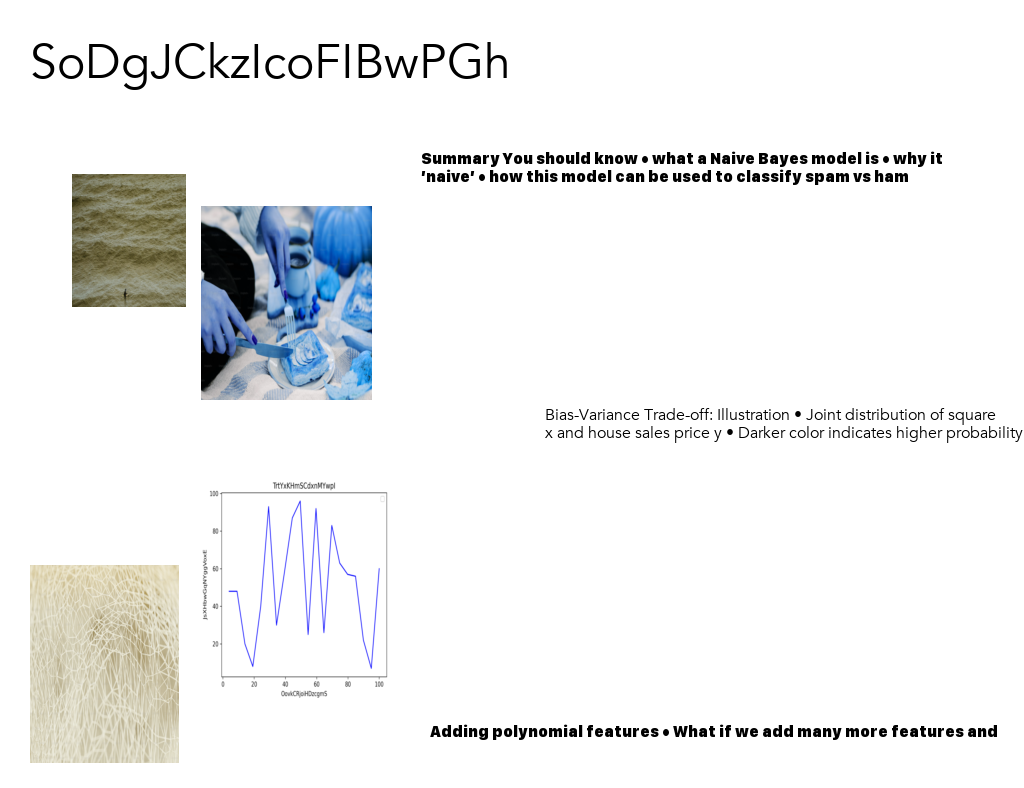 SoDgJCkzIcoFIBwPGh
Summary You should know • what a Naive Bayes model is • why it
'naive' • how this model can be used to classify spam vs ham
Bias-Variance Trade-off: Illustration • Joint distribution of square
x and house sales price y • Darker color indicates higher probability
TrtYxKHmSCdxnMYwpI
100
80
60
40
20
0 20 40 60 80 100
Adding polynomial features • What if we add many more features and